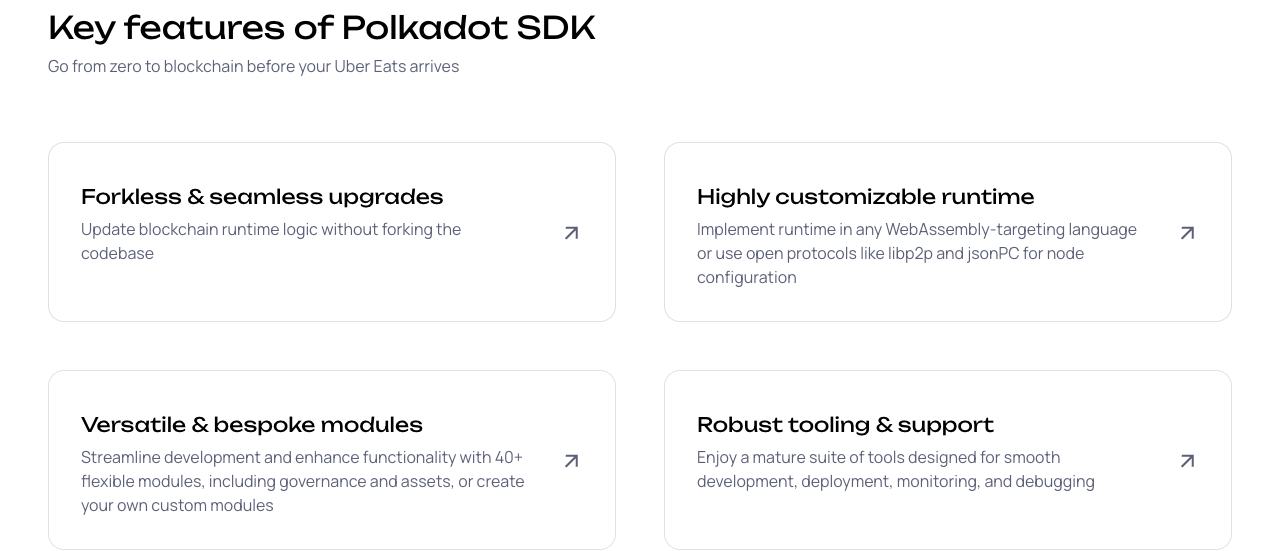 Key features of Polkadot SDK
Go from zero to blockchain before your Uber Eats arrives
Forkless & seamless upgrades
Update blockchain runtime logic without forking the
codebase
Highly customizable runtime
Implement runtime in any WebAssembly-targeting language
or use open protocols like libp2p and jsonPC for node
configuration
Versatile & bespoke modules
Streamline development and enhance functionality with 40+
flexible modules, including governance and assets, or create
your own custom modules
Robust tooling & support
Enjoy a mature suite of tools designed for smooth
development, deployment, monitoring, and debugging